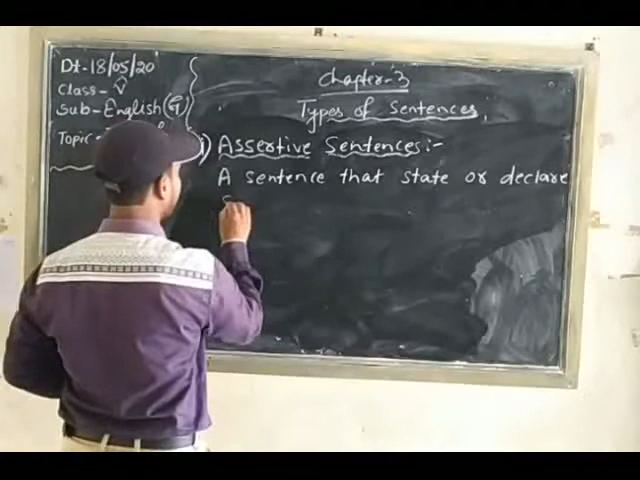 Dt-18/05/20
Class- V
Sub-English(G)
Topic-
Chapter-3
Types of Sentences,
i) Assertive Sentences:-
A sentence that state or declare
s